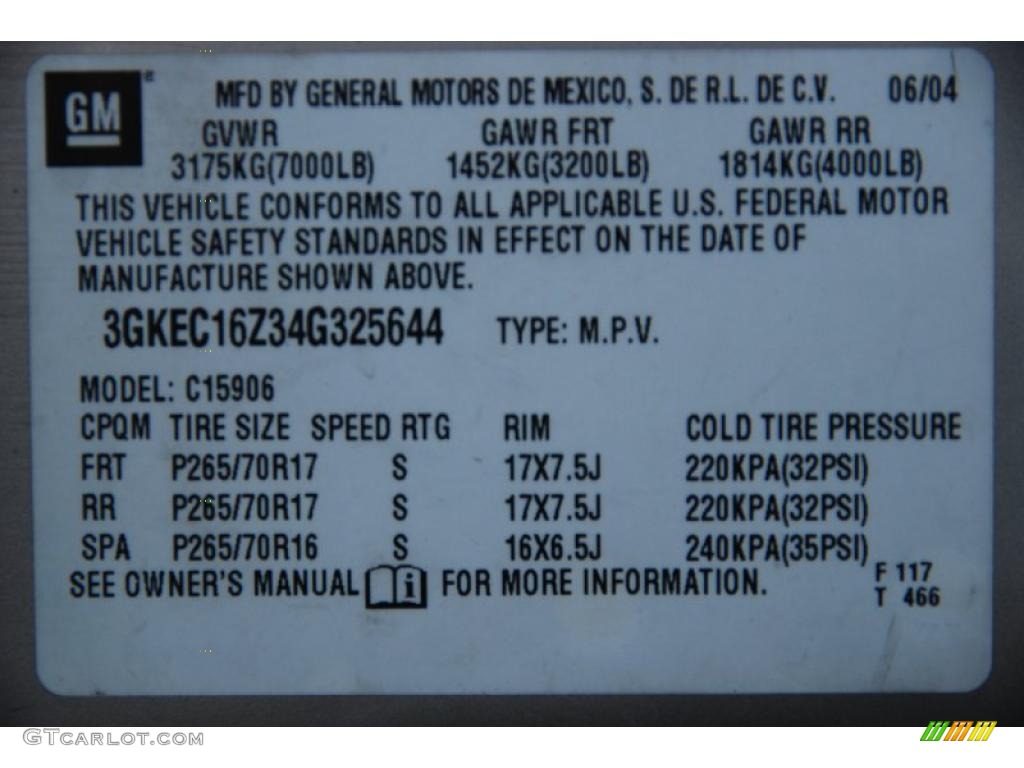 GM
MFD BY GENERAL MOTORS DE MEXICO, S. DE R.L. DE C.V. 06/04
GVWR GAWR FRT GAWR RR
3175KG(7000LB) 1452KG(3200LB) 1814KG(4000LB)
THIS VEHICLE CONFORMS TO ALL APPLICABLE U.S. FEDERAL MOTOR
VEHICLE SAFETY STANDARDS IN EFFECT ON THE DATE OF
MANUFACTURE SHOWN ABOVE.
3GKEC16Z34G325644 TYPE: M.P.V.
MODEL: C15906
CPQM TIRE SIZE SPEED RTG RIM COLD TIRE PRESSURE
FRT P265/70R17 S 17X7.5J 220KPA(32PSI)
RR P265/70R17 S 17X7.5J 220KPA(32PSI)
SPA P265/70R16 S 16X6.5J 240KPA(35PSI)
SEE OWNER'S MANUAL i FOR MORE INFORMATION.
F 117
T 466
GTCARLOT.COM